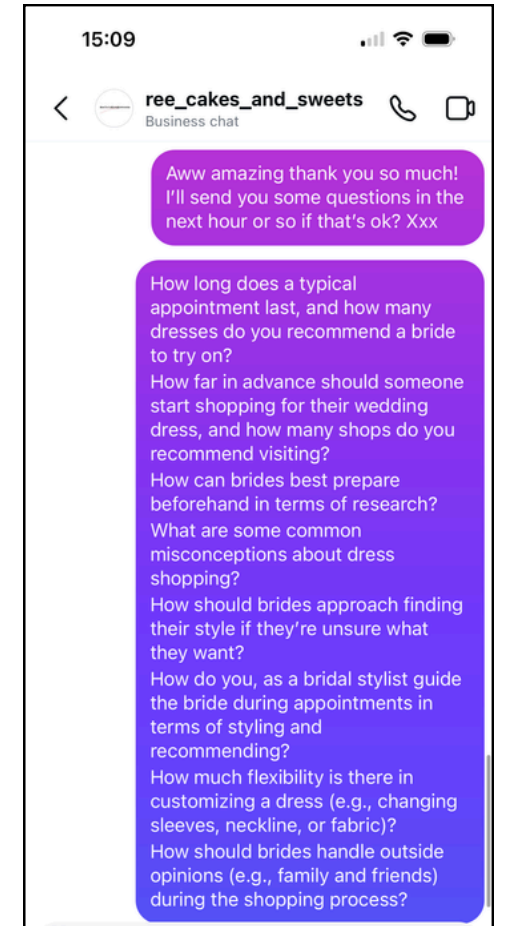 15:09
ree_cakes_and_sweets
Business chat
Aww amazing thank you so much!
I'll send you some questions in the
next hour or so if that's ok? Xxx
How long does a typical
appointment last, and how many
dresses do you recommend a bride
to try on?
How far in advance should someone
start shopping for their wedding
dress, and how many shops do you
recommend visiting?
How can brides best prepare
beforehand in terms of research?
What are some common
misconceptions about dress
shopping?
How should brides approach finding
their style if they're unsure what
they want?
How do you, as a bridal stylist guide
the bride during appointments in
terms of styling and
recommending?
How much flexibility is there in
customizing a dress (e.g., changing
sleeves, neckline, or fabric)?
How should brides handle outside
opinions (e.g., family and friends)
during the shopping process?